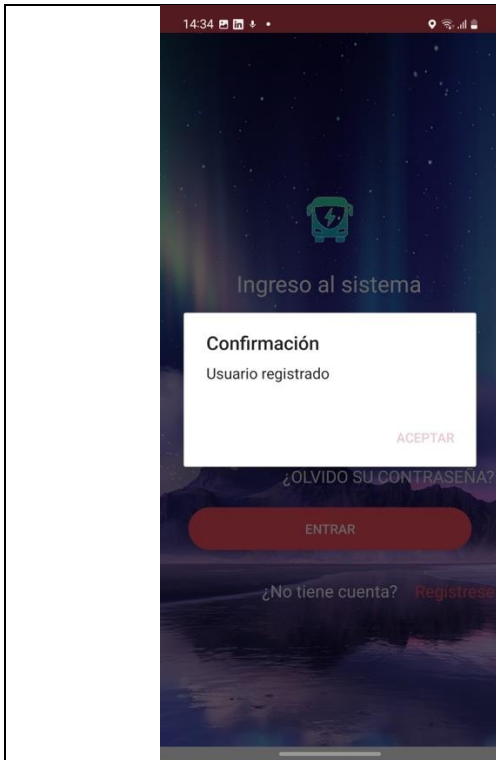 14:34
Ingreso al sistema
Confirmación
Usuario registrado
ACEPTAR
¿OLVIDO SU CONTRASEÑA?
ENTRAR
¿No tiene cuenta? Registrese